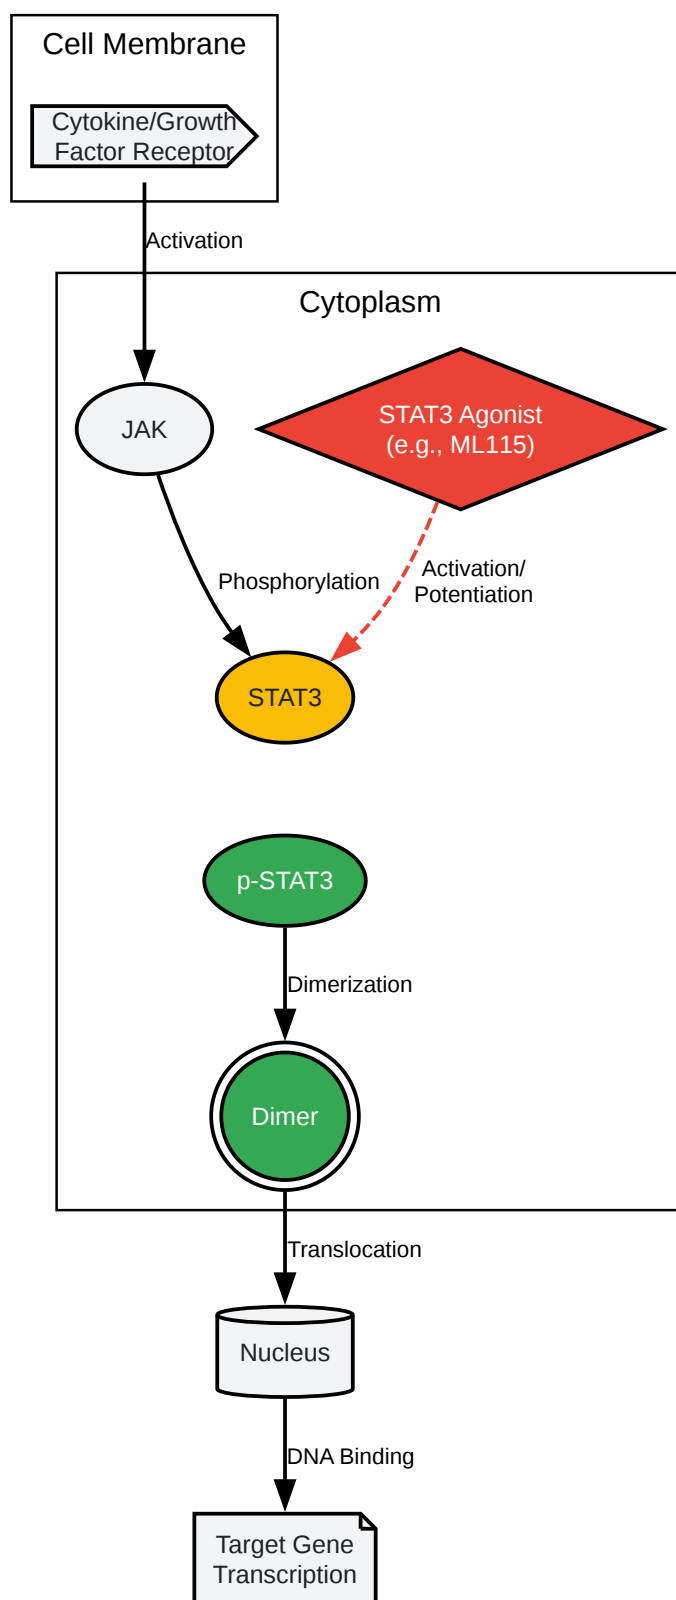 Cell Membrane
Cytokine/Growth
Factor Receptor
Activation
Cytoplasm
JAK
STAT3 Agonist
(e.g., ML115)
Phosphorylation
Activation/
Potentiation
STAT3
p-STAT3
Dimerization
Dimer
Translocation
Nucleus
DNA Binding
Target Gene
Transcription